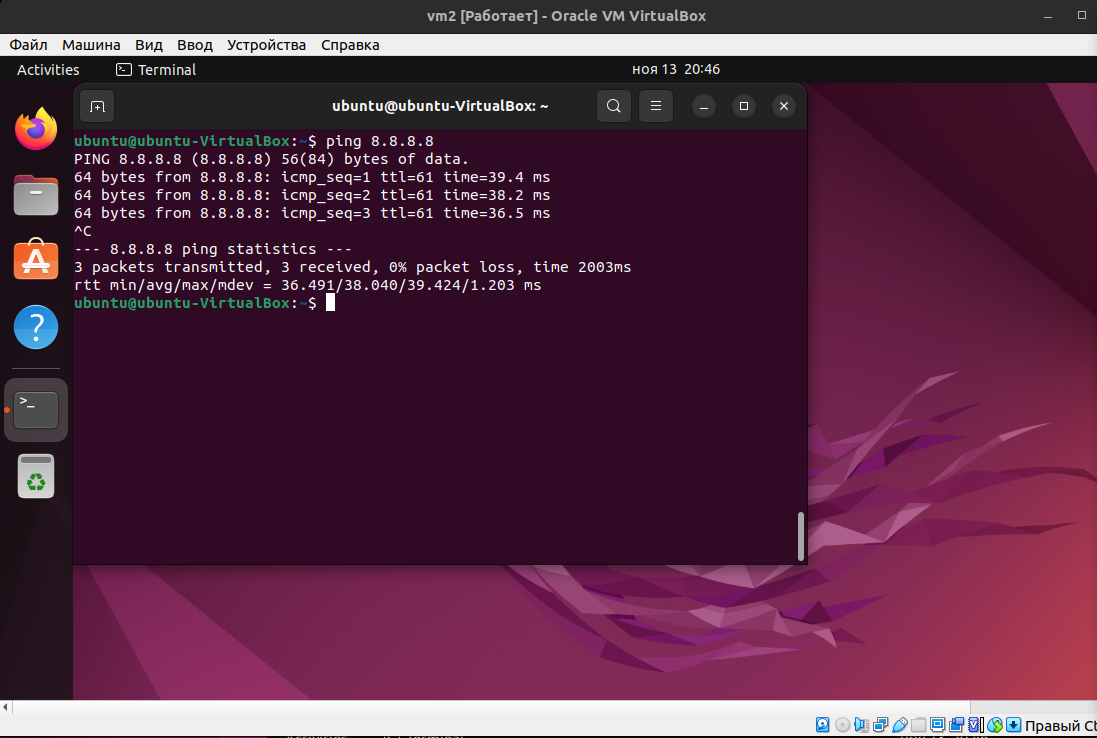 vm2 [Работает] - Oracle VM VirtualBox
Файл Машина Вид Ввод Устройства Справка
Activities Terminal ноя 13 20:46
ubuntu@ubuntu-VirtualBox: ~
ubuntu@ubuntu-VirtualBox:~$ ping 8.8.8.8
PING 8.8.8.8 (8.8.8.8) 56(84) bytes of data.
64 bytes from 8.8.8.8: icmp_seq=1 ttl=61 time=39.4 ms
64 bytes from 8.8.8.8: icmp_seq=2 ttl=61 time=38.2 ms
64 bytes from 8.8.8.8: icmp_seq=3 ttl=61 time=36.5 ms
^C
--- 8.8.8.8 ping statistics ---
3 packets transmitted, 3 received, 0% packet loss, time 2003ms
rtt min/avg/max/mdev = 36.491/38.040/39.424/1.203 ms
ubuntu@ubuntu-VirtualBox:~$
Правый Ct